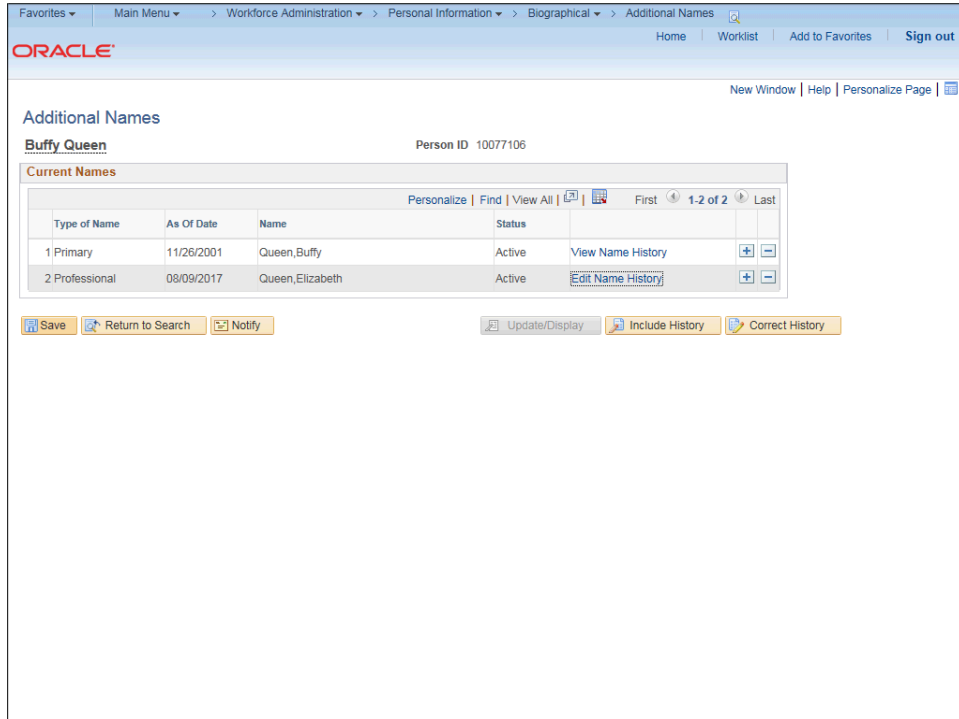 Favorites Main Menu > Workforce Administration > Personal Information > Biographical > Additional Names
Home Worklist Add to Favorites Sign out
ORACLE
New Window | Help | Personalize Page |
Additional Names
Buffy Queen Person ID 10077106
Current Names
Personalize | Find | View All | | First 1-2 of 2 Last
Type of Name As Of Date Name Status
1 Primary 11/26/2001 Queen,Buffy Active View Name History + -
2 Professional 08/09/2017 Queen,Elizabeth Active Edit Name History + -
Save Return to Search Notify Update/Display Include History Correct History